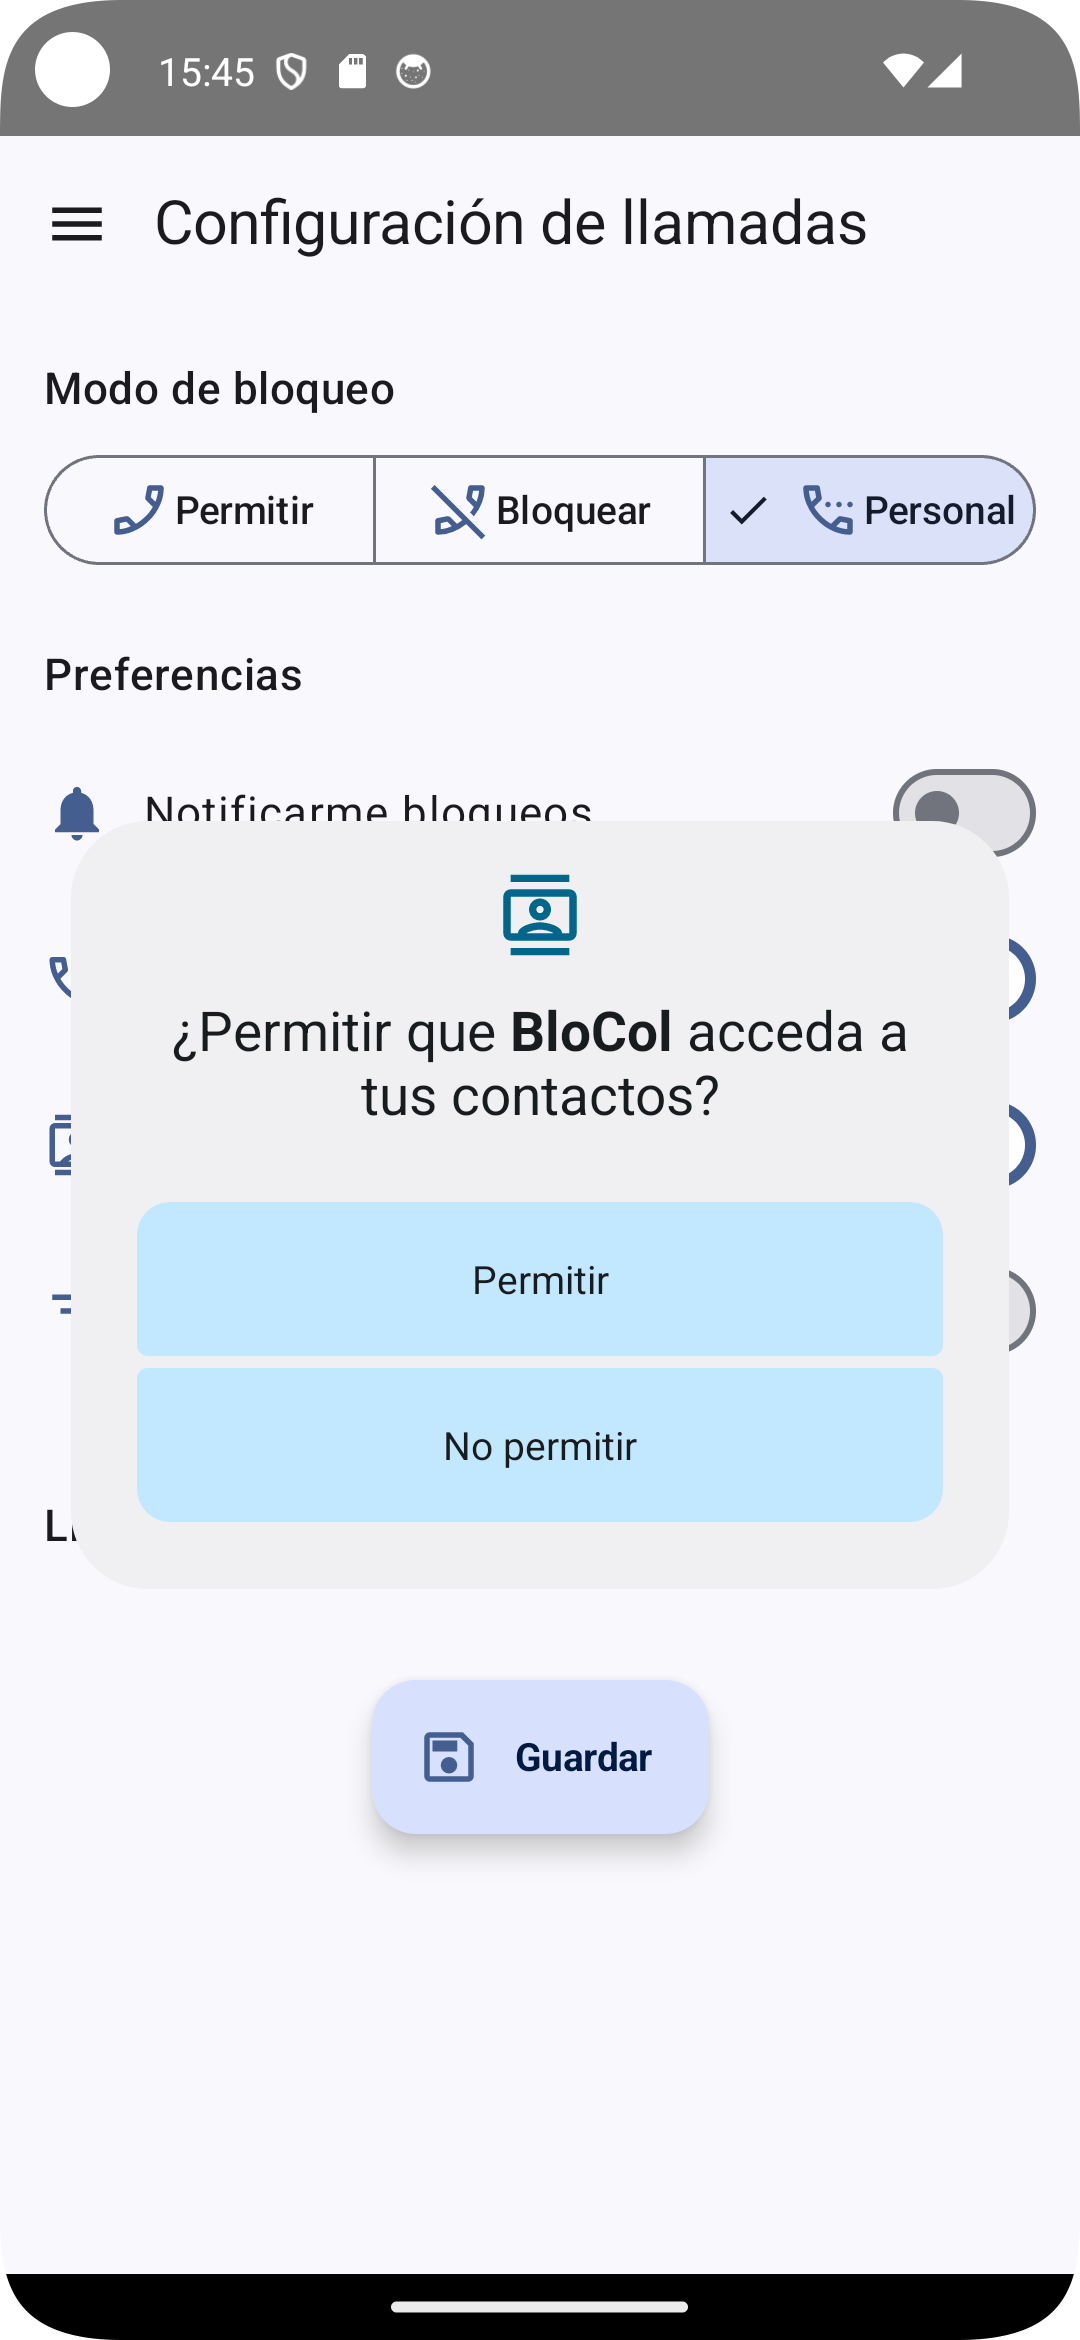 15:45
Configuración de llamadas
Modo de bloqueo
Permitir
Bloquear
Personal
Preferencias
Notificarme bloqueos
¿Permitir que BloCol acceda a
tus contactos?
Permitir
No permitir
Guardar